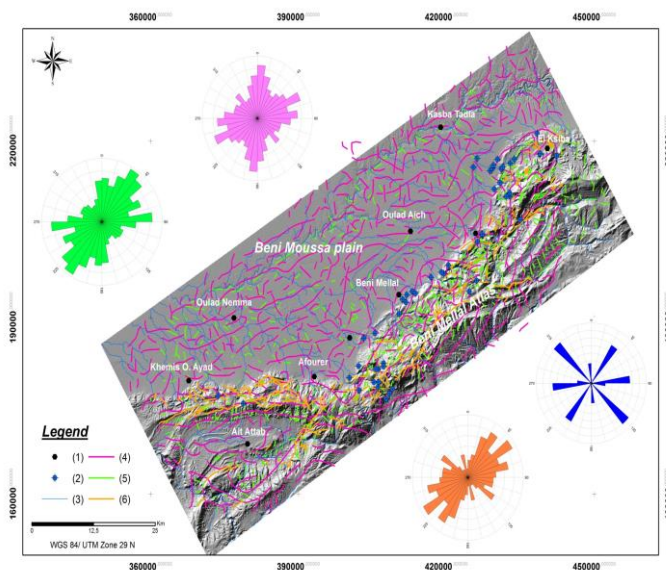 360000 390000 420000 450000
220000
190000
160000
Kasba Tadla
El Ksiba
Oulad Aich
Beni Moussa plain
Beni Mellal
Beni Mellal Atlas
Oulad Nemma
Afourer
Khemis O. Ayad
Ait Attab
Legend
(1) (4)
(2) (5)
(3) (6)
0 12,5 25
Km
WGS 84/ UTM Zone 29 N
360000 390000 420000 450000